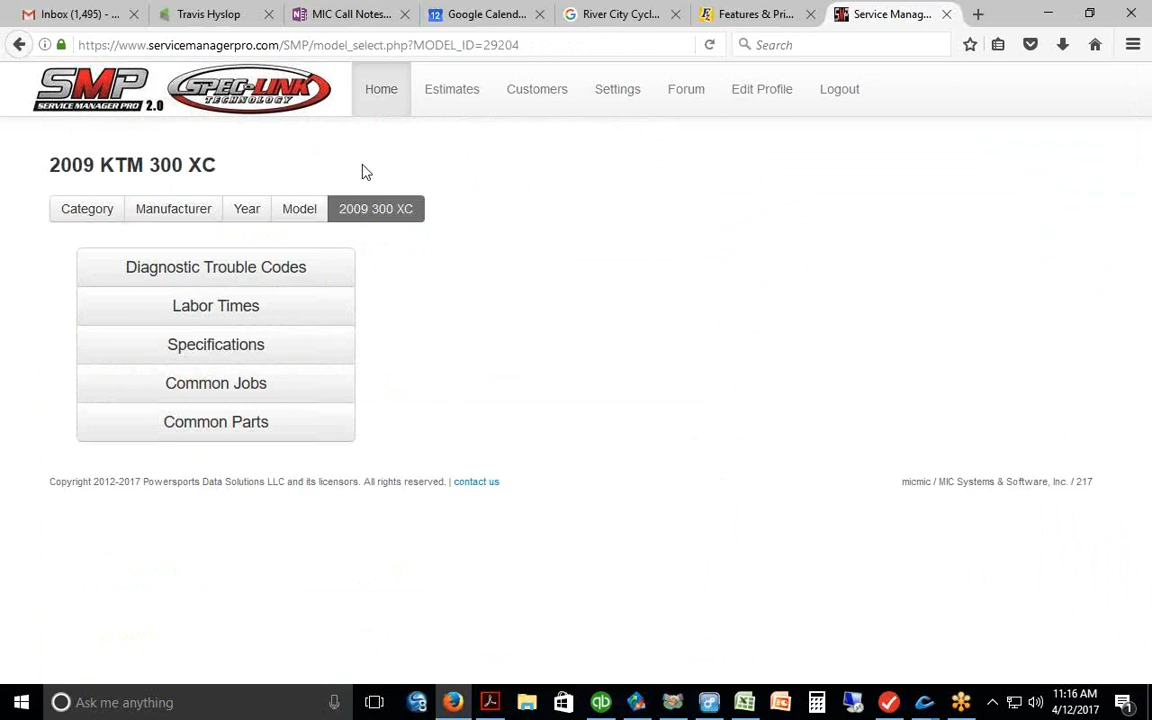 Inbox (1,495) - ...
Travis Hyslop
MIC Call Notes...
12 Google Calend...
River City Cycl...
Features & Pri...
Service Manag...
https://www.servicemanagerpro.com/SMP/model_select.php?MODEL_ID=29204
Search
SMP
SERVICE MANAGER PRO 2.0
SPEC-LINK
TECHNOLOGY
Home
Estimates
Customers
Settings
Forum
Edit Profile
Logout
2009 KTM 300 XC
Category
Manufacturer
Year
Model
2009 300 XC
Diagnostic Trouble Codes
Labor Times
Specifications
Common Jobs
Common Parts
Copyright 2012-2017 Powersports Data Solutions LLC and its licensors. All rights reserved. | contact us
micmic / MIC Systems & Software, Inc. / 217
Ask me anything
11:16 AM
4/12/2017
1